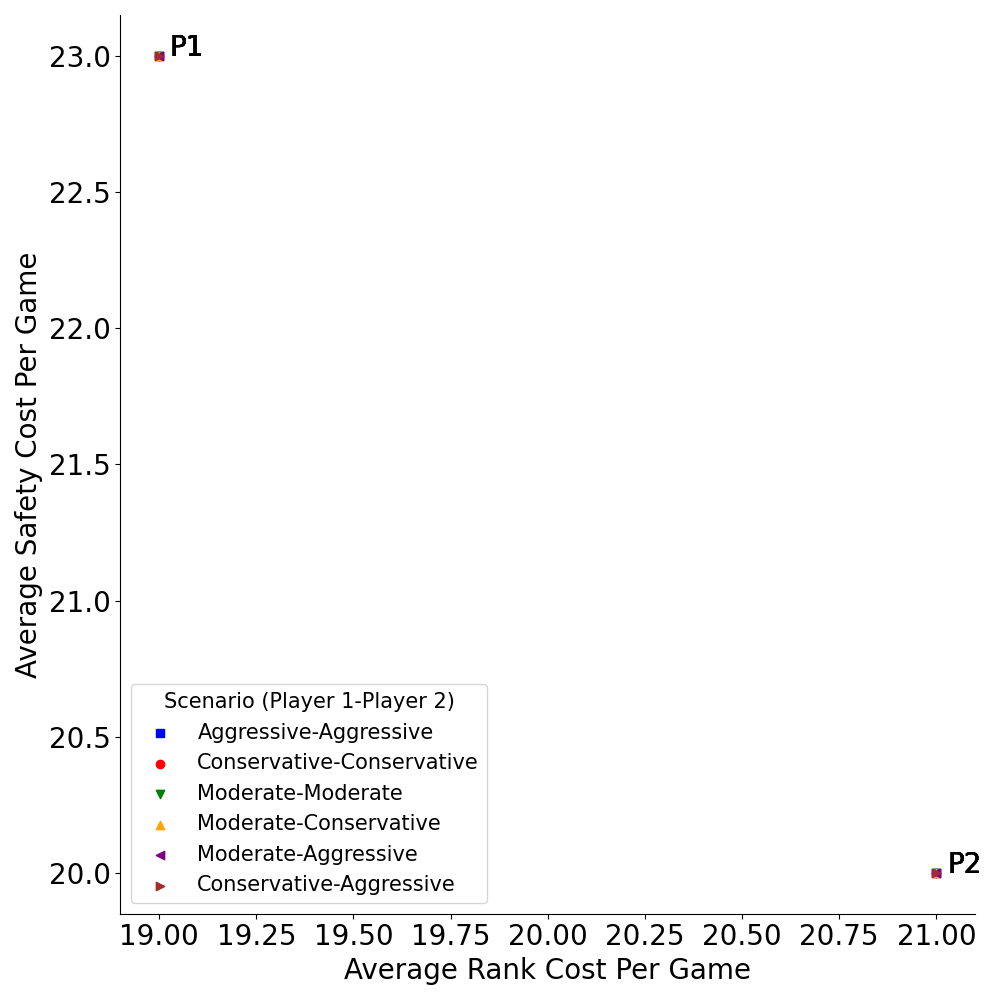 P1
23.0
22.5
22.0
21.5
21.0
20.5
20.0
Average Safety Cost Per Game
Scenario (Player 1-Player 2)
Aggressive-Aggressive
Conservative-Conservative
Moderate-Moderate
Moderate-Conservative
Moderate-Aggressive
Conservative-Aggressive
P2
19.00 19.25 19.50 19.75 20.00 20.25 20.50 20.75 21.00
Average Rank Cost Per Game